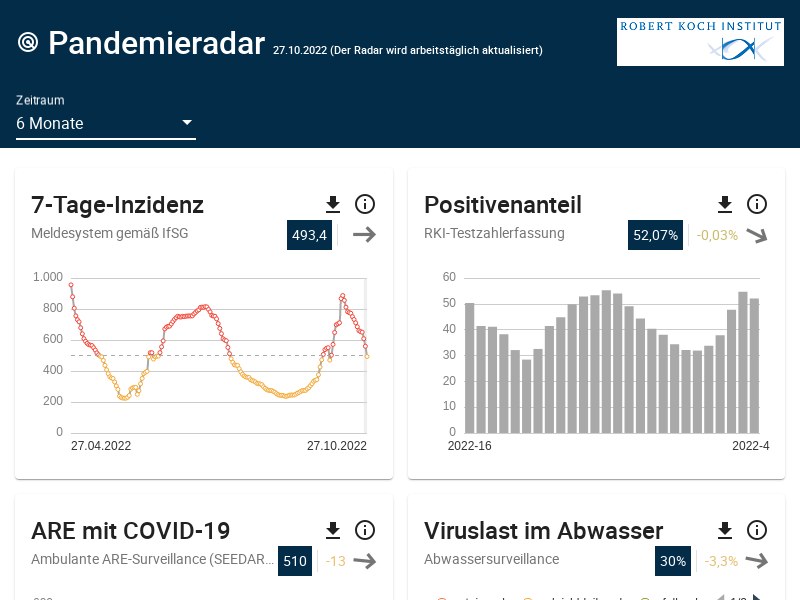 Pandemieradar 27.10.2022 (Der Radar wird arbeitstäglich aktualisiert)
ROBERT KOCH INSTITUT
Zeitraum
6 Monate
7-Tage-Inzidenz
Meldesystem gemäß IfSG
493,4
1.000
800
600
400
200
0
27.04.2022
27.10.2022
Positivenanteil
RKI-Testzahlerfassung
52,07%
-0,03%
60
50
40
30
20
10
0
2022-16
2022-4
ARE mit COVID-19
Ambulante ARE-Surveillance (SEEDAR…
510
-13
Viruslast im Abwasser
Abwassersurveillance
30%
-3,3%